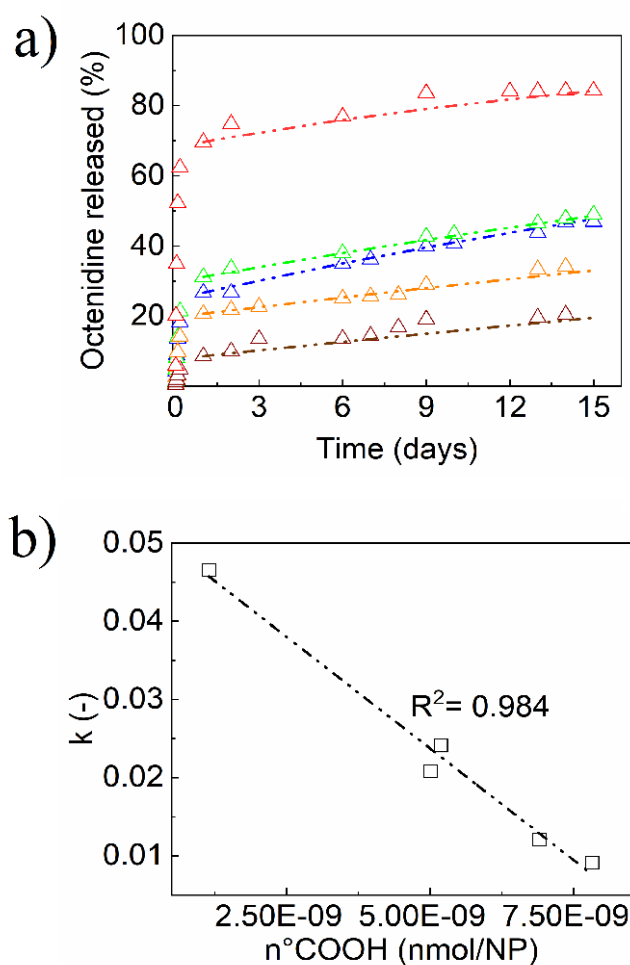 a)
100
80
60
40
20
Octenidine released (%)
0 3 6 9 12 15
Time (days)
b)
0.05
0.04
0.03
0.02
0.01
k (-)
R²= 0.984
2.50E-09 5.00E-09 7.50E-09
n°COOH (nmol/NP)